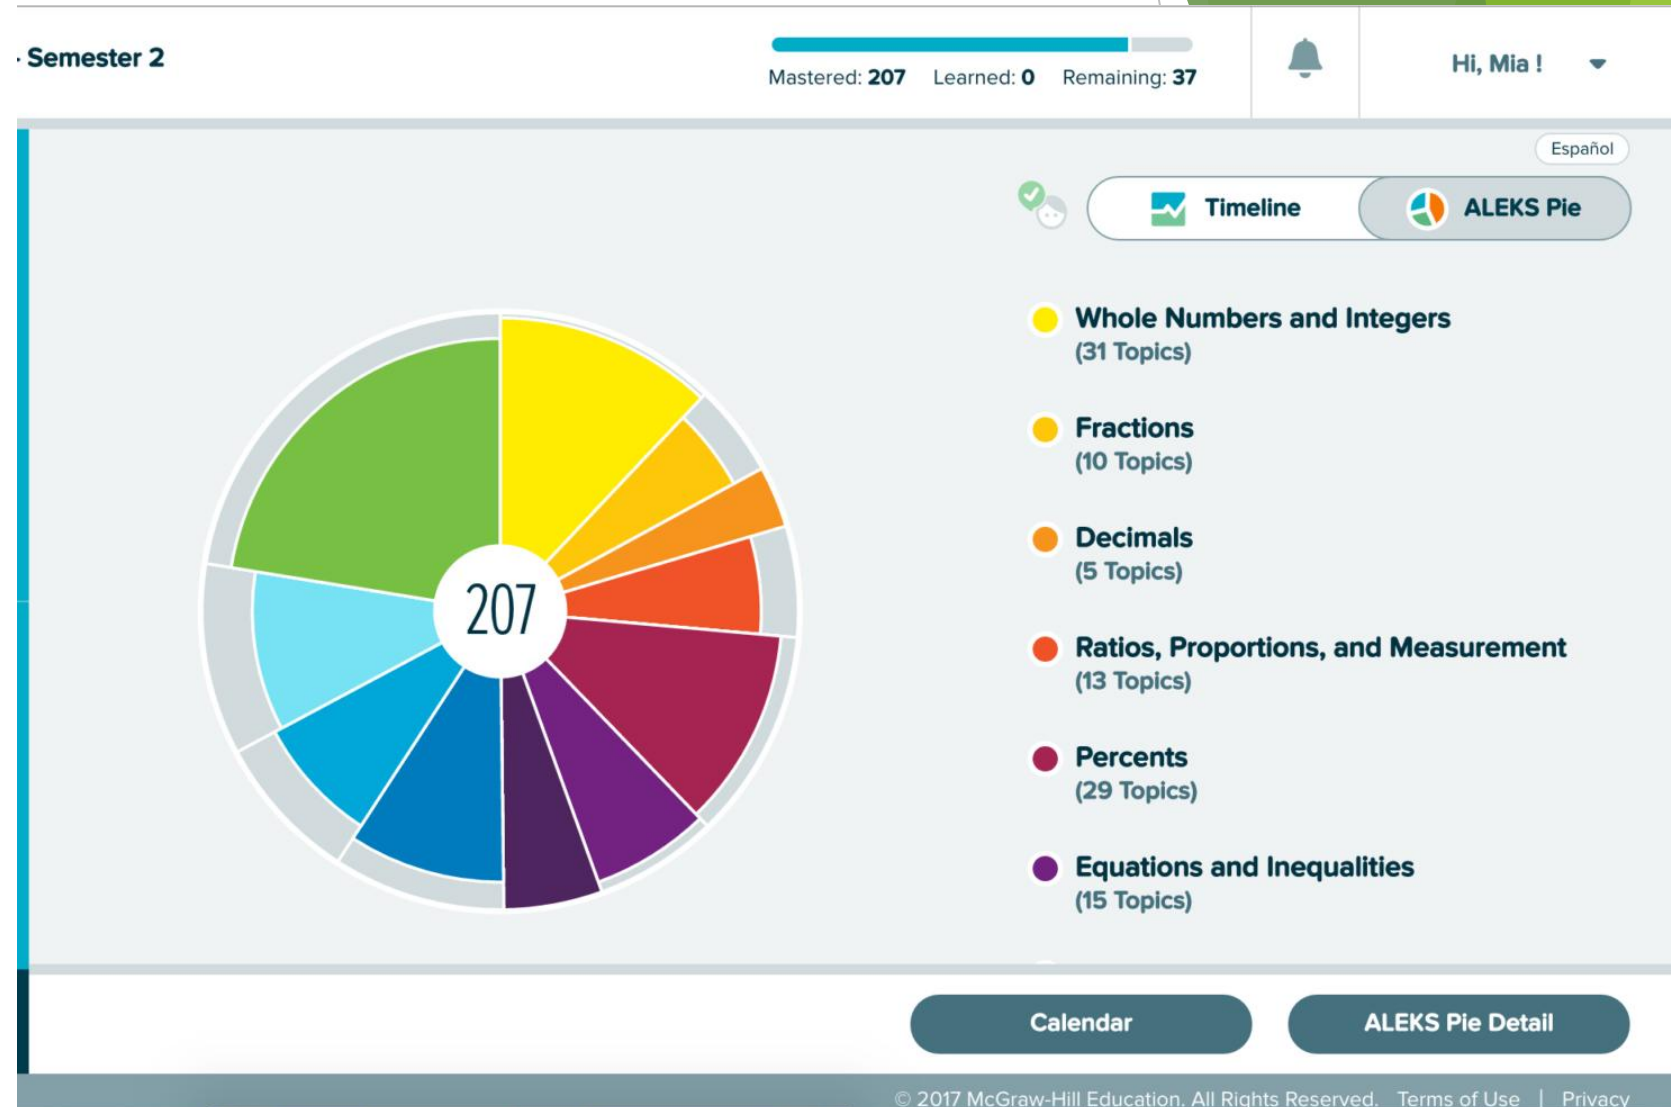 - Semester 2
Mastered: 207 Learned: 0 Remaining: 37
Hi, Mia !
Español
Timeline
ALEKS Pie
207
Whole Numbers and Integers
(31 Topics)
Fractions
(10 Topics)
Decimals
(5 Topics)
Ratios, Proportions, and Measurement
(13 Topics)
Percents
(29 Topics)
Equations and Inequalities
(15 Topics)
Calendar
ALEKS Pie Detail
© 2017 McGraw-Hill Education. All Rights Reserved. Terms of Use | Privacy